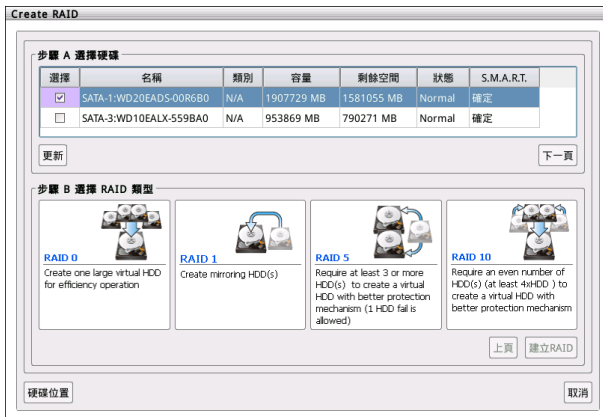 Create RAID
步驟 A 選擇硬碟
選擇 名稱 類別 容量 剩餘空間 狀態 S.M.A.R.T.
SATA-1:WD20EADS-00R6B0 N/A 1907729 MB 1581055 MB Normal 確定
SATA-3:WD10EALX-559BA0 N/A 953869 MB 790271 MB Normal 確定
更新 下一頁
步驟 B 選擇 RAID 類型
RAID 0
Create one large virtual HDD
for efficiency operation
RAID 1
Create mirroring HDD(s)
RAID 5
Require at least 3 or more
HDD(s) to create a virtual
HDD with better protection
mechanism (1 HDD fail is
allowed)
RAID 10
Require an even number of
HDD(s) (at least 4xHDD ) to
create a virtual HDD with
better protection mechanism
上頁 建立RAID
硬碟位置 取消